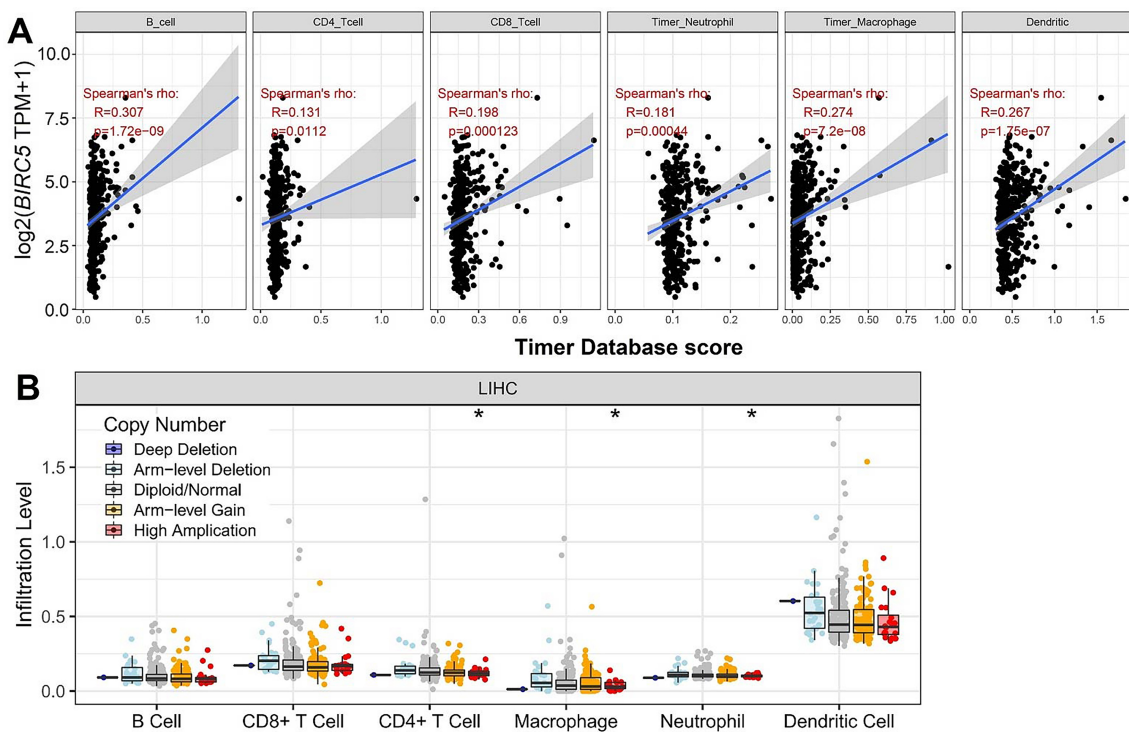 A
B_cell
CD4_Tcell
CD8_Tcell
Timer_Neutrophil
Timer_Macrophage
Dendritic
log2(BIRC5 TPM+1)
10.0
7.5
5.0
2.5
0.0
Spearman's rho:
R=0.307
p=1.72e−09
Spearman's rho:
R=0.131
p=0.0112
Spearman's rho:
R=0.198
p=0.000123
Spearman's rho:
R=0.181
p=0.00044
Spearman's rho:
R=0.274
p=7.2e−08
Spearman's rho:
R=0.267
p=1.75e−07
0.0 0.5 1.0
0.0 0.5 1.0
0.0 0.3 0.6 0.9
0.0 0.1 0.2
0.00 0.25 0.50 0.75 1.00
0.5 1.0 1.5
Timer Database score
B
LIHC
* * *
Copy Number
Deep Deletion
Arm−level Deletion
Diploid/Normal
Arm−level Gain
High Amplication
Infiltration Level
1.5
1.0
0.5
0.0
B Cell CD8+ T Cell CD4+ T Cell Macrophage Neutrophil Dendritic Cell